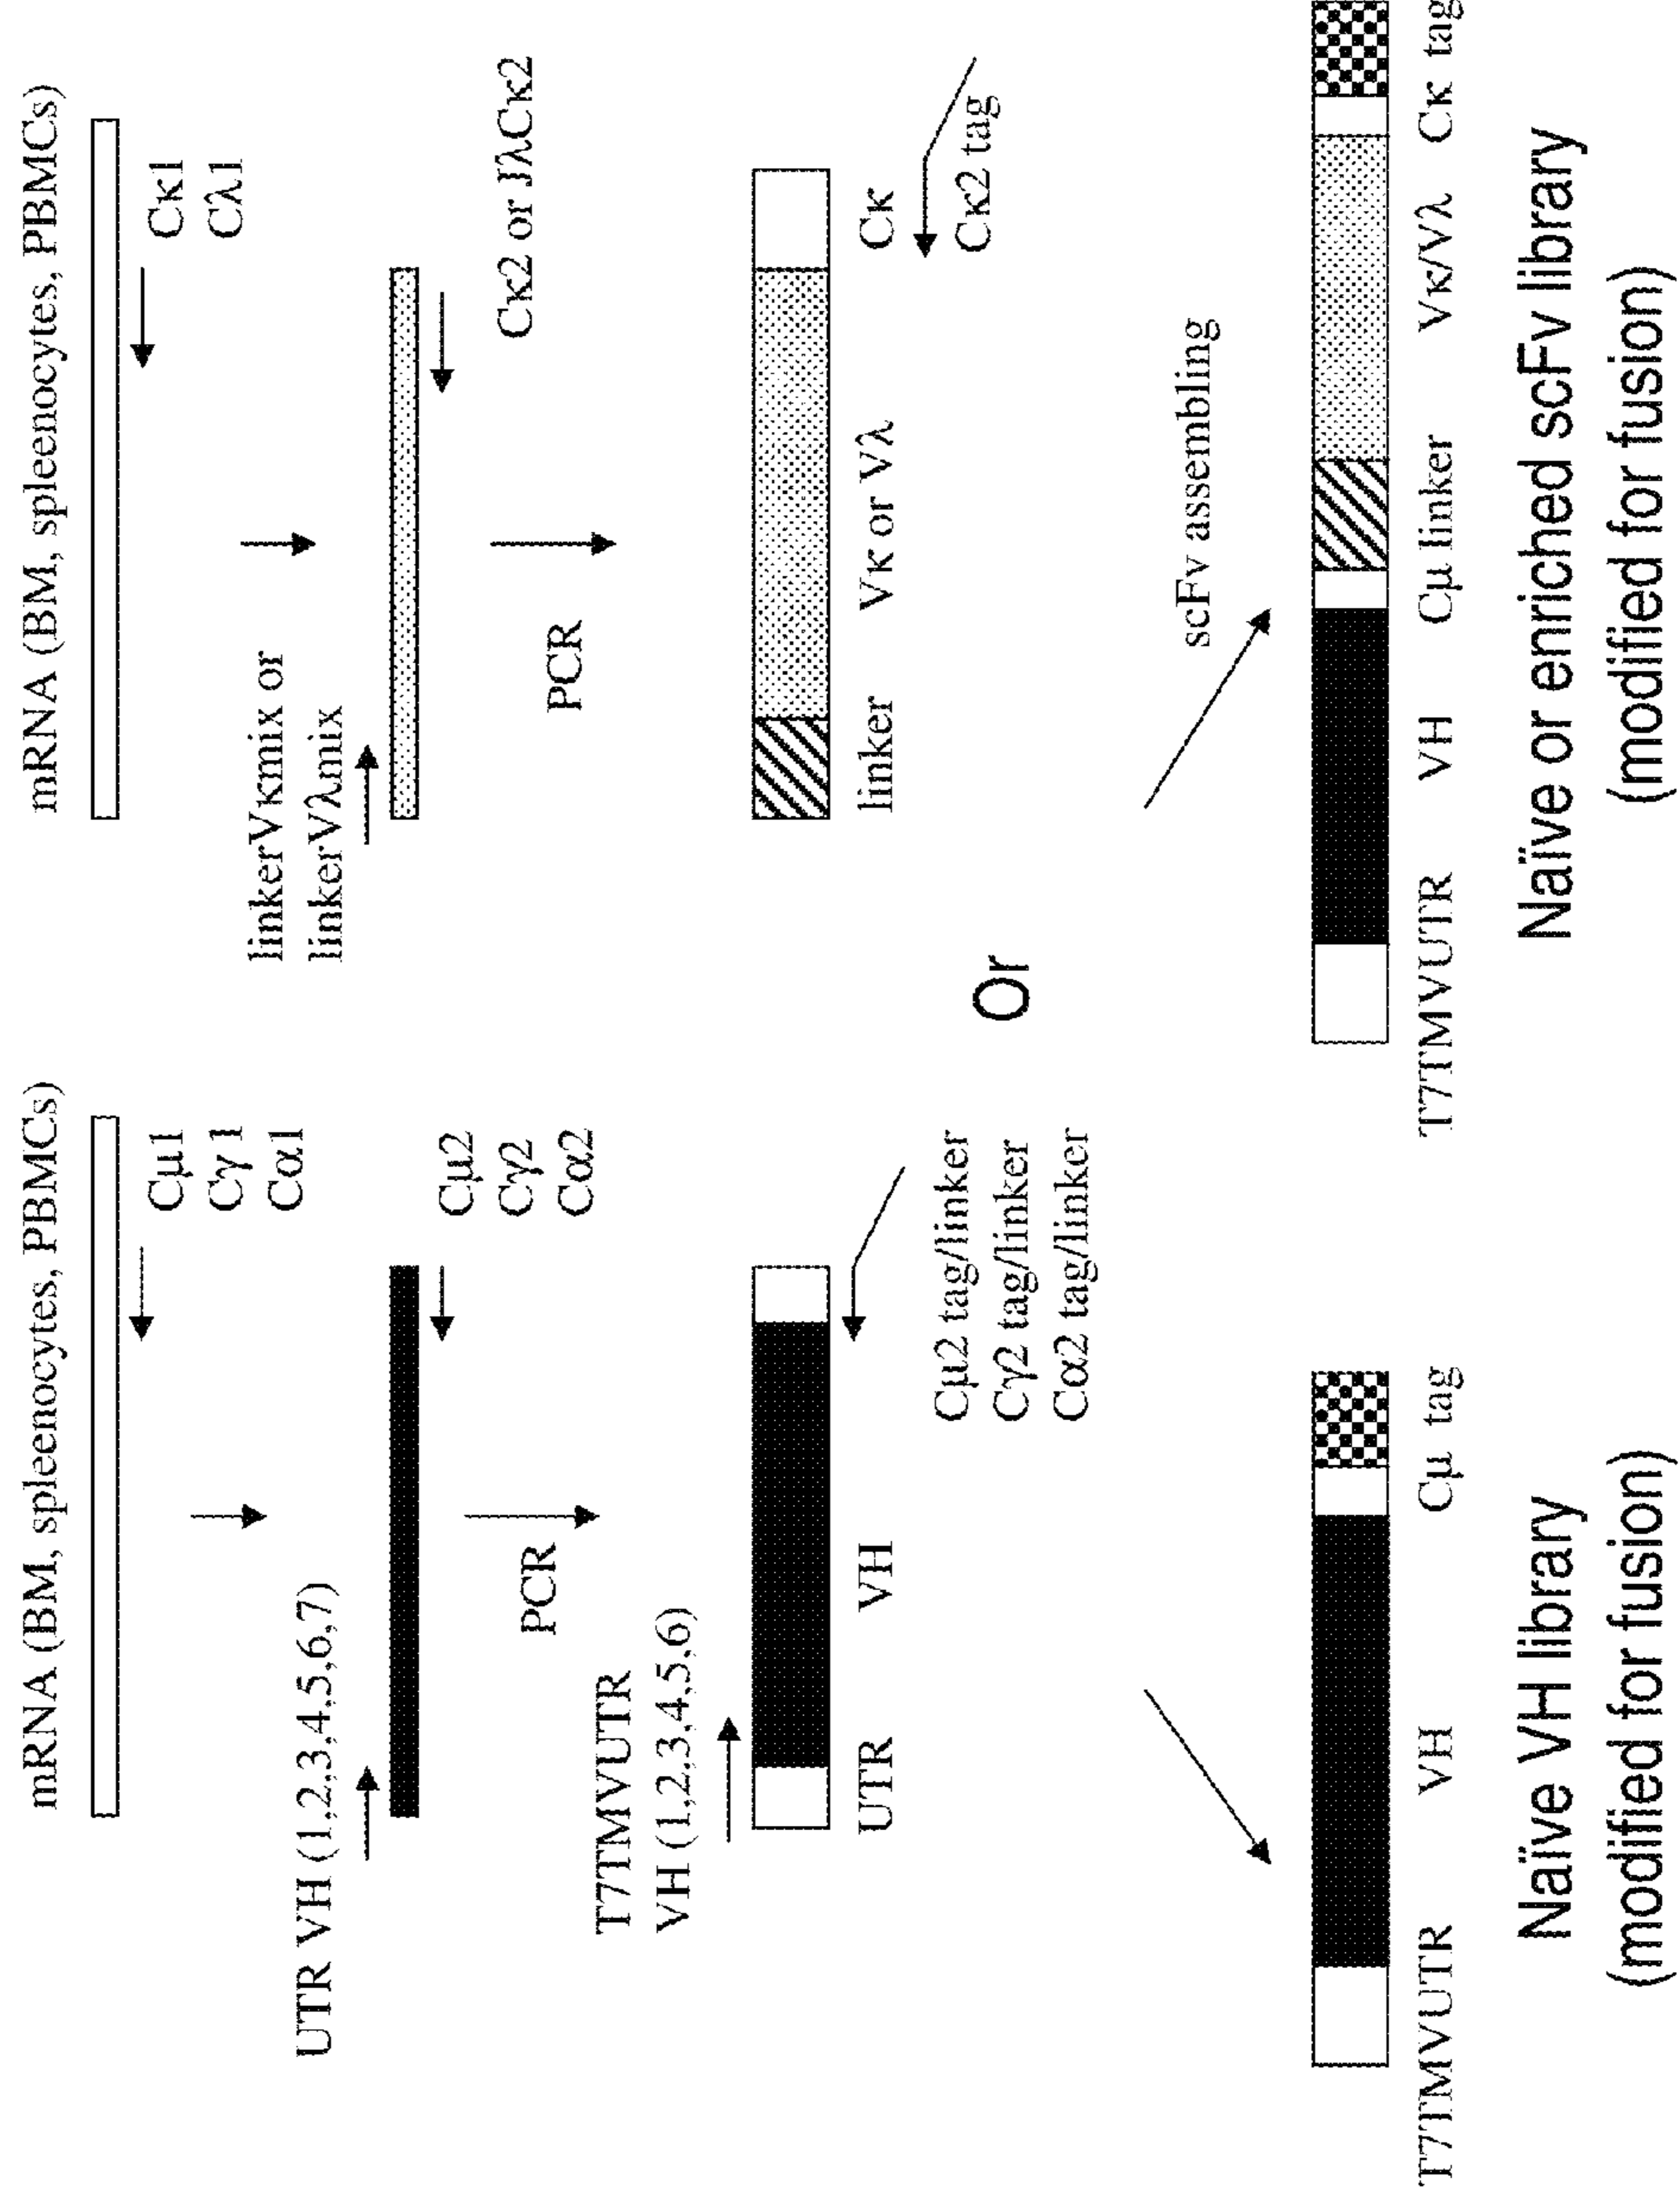 mRNA (BM, spleenocytes, PBMCs)
Cμ1
Cγ1
Cα1
UTR VH (1,2,3,4,5,6,7)
Cμ2
Cγ2
Cα2
PCR
T7TMVUTR
VH (1,2,3,4,5,6)
UTR VH
Cμ2 tag/linker
Cγ2 tag/linker
Cα2 tag/linker
T7TMVUTR VH Cμ tag
Naïve VH library
(modified for fusion)
Or
mRNA (BM, spleenocytes, PBMCs)
Cκ1
Cλ1
linkerVκmix or
linkerVλmix
Cκ2 or JλCκ2
PCR
linker Vκ or Vλ Cκ
Cκ2 tag
scFv assembling
T7TMVUTR VH Cμ linker Vκ/Vλ Cκ tag
Naïve or enriched scFv library
(modified for fusion)